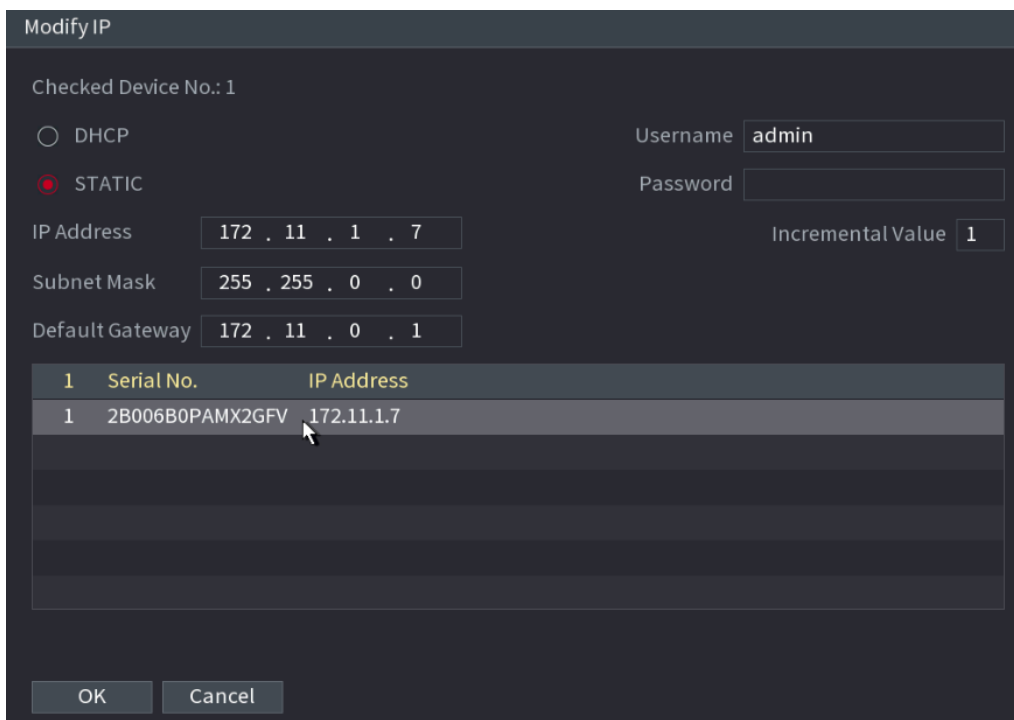 Modify IP
Checked Device No.: 1
DHCP
Username admin
STATIC
Password
IP Address 172 . 11 . 1 . 7
Incremental Value 1
Subnet Mask 255 . 255 . 0 . 0
Default Gateway 172 . 11 . 0 . 1
1 Serial No. IP Address
1 2B006B0PAMX2GFV 172.11.1.7
OK Cancel